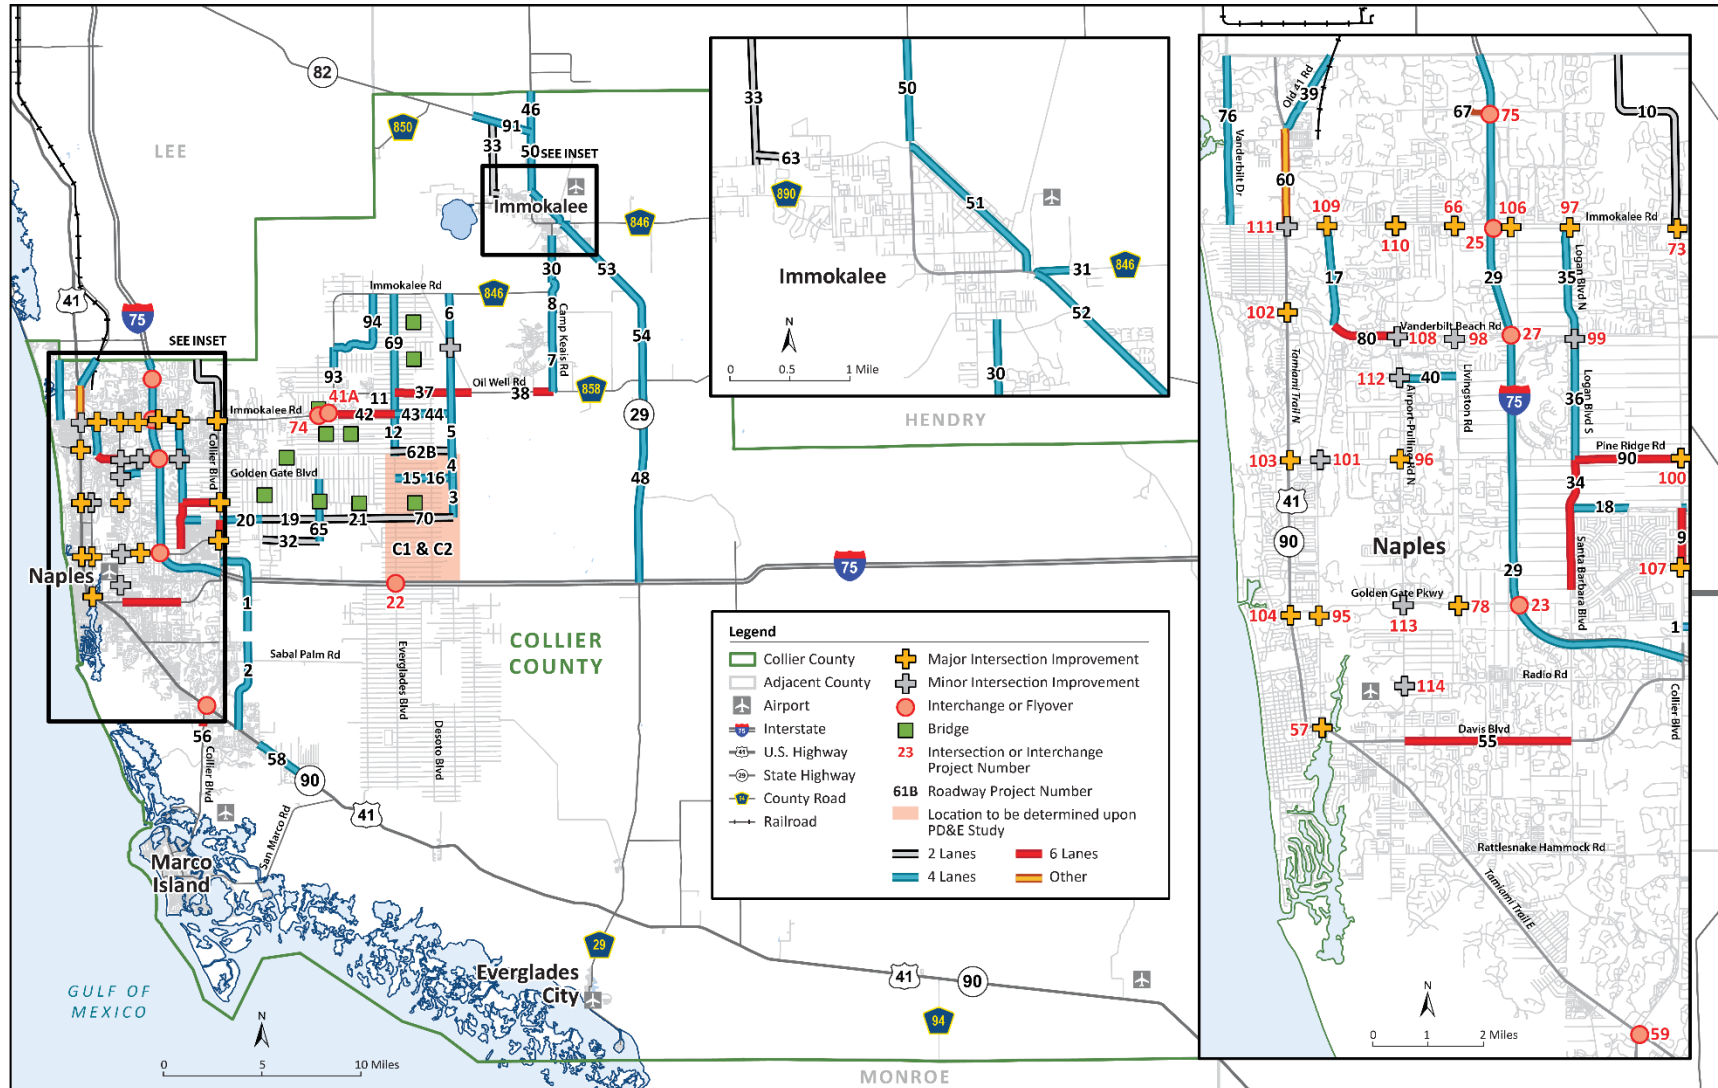 82
LEE
850
46
91
33
50
SEE INSET
Immokalee
846
41
75
SEE INSET
Immokalee Rd
846
30
53
94
6
8
69
Camp Keais Rd
54
93
7
41A
37
Oil Well Rd
38
858
11
Immokalee Rd
42
43
44
74
12
5
29
62B
Collier Blvd
Golden Gate Blvd
4
15
16
48
3
20
19
21
70
65
32
C1 & C2
Naples
75
22
1
COLLIER
COUNTY
Sabal Palm Rd
2
Everglades Blvd
Desoto Blvd
56
58
Collier Blvd
90
41
San Marco Rd
Marco
Island
29
Everglades
City
41
90
94
GULF OF
MEXICO
N
0
5
10 Miles
MONROE
HENDRY
33
50
63
890
51
Immokalee
31
846
52
30
N
0
0.5
1 Mile
Legend
Collier County
Adjacent County
Airport
75
Interstate
41
U.S. Highway
29
State Highway
County Road
Railroad
Major Intersection Improvement
Minor Intersection Improvement
Interchange or Flyover
Bridge
23
Intersection or Interchange
Project Number
61B
Roadway Project Number
Location to be determined upon
PD&E Study
2 Lanes
6 Lanes
4 Lanes
Other
Old 41 Rd
39
76
67
75
10
Vanderbilt Dr
60
109
66
106
97
Immokalee Rd
111
110
25
73
17
29
35
Logan Blvd N
102
Vanderbilt Beach Rd
27
80
108
98
99
Tamiami Trail N
112
40
Airport-Pulling Rd N
Livingston Rd
75
36
Logan Blvd S
Pine Ridge Rd
103
101
96
90
100
34
41
18
90
Naples
9
Santa Barbara Blvd
107
29
Golden Gate Pkwy
104
95
113
78
23
1
Radio Rd
114
Collier Blvd
57
Davis Blvd
55
Rattlesnake Hammock Rd
Tamiami Trail E
N
0
1
2 Miles
59